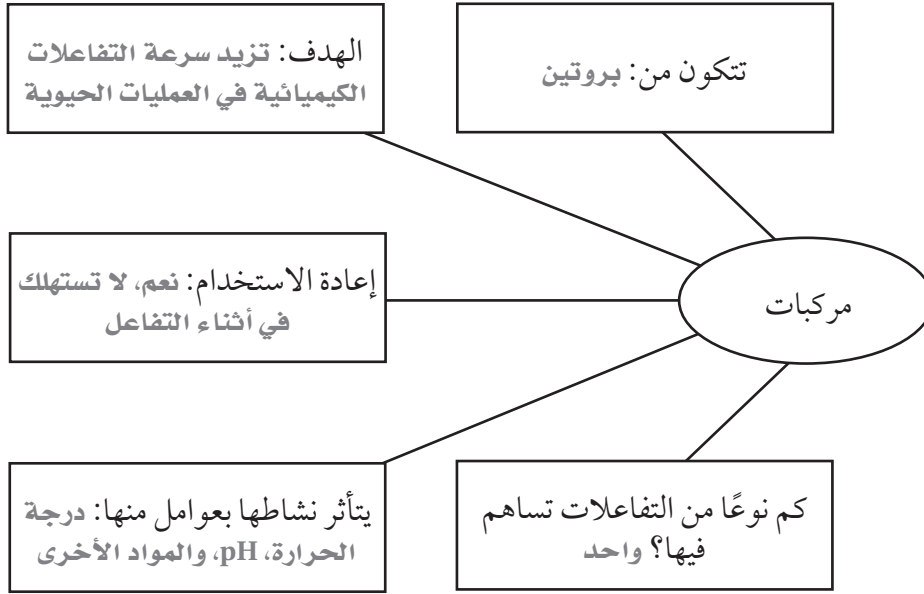 تتكون من: بروتين
الهدف: تزيد سرعة التفاعلات
الكيميائية في العمليات الحيوية
مركبات
إعادة الاستخدام: نعم، لا تستهلك
في أثناء التفاعل
كم نوعًا من التفاعلات تساهم
فيها؟ واحد
يتأثر نشاطها بعوامل منها: درجة
الحرارة، pH، والمواد الأخرى